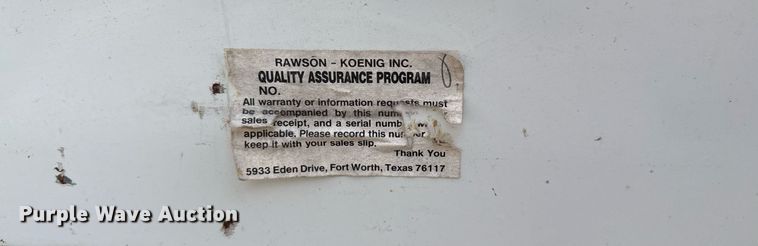 RAWSON - KOENIG INC.
QUALITY ASSURANCE PROGRAM
NO.
All warranty or information requests must
be accompanied by this num
sales receipt, and a serial numb
applicable. Please record this number
keep it with your sales slip.
Thank You
5933 Eden Drive, Fort Worth, Texas 76117
Purple Wave Auction